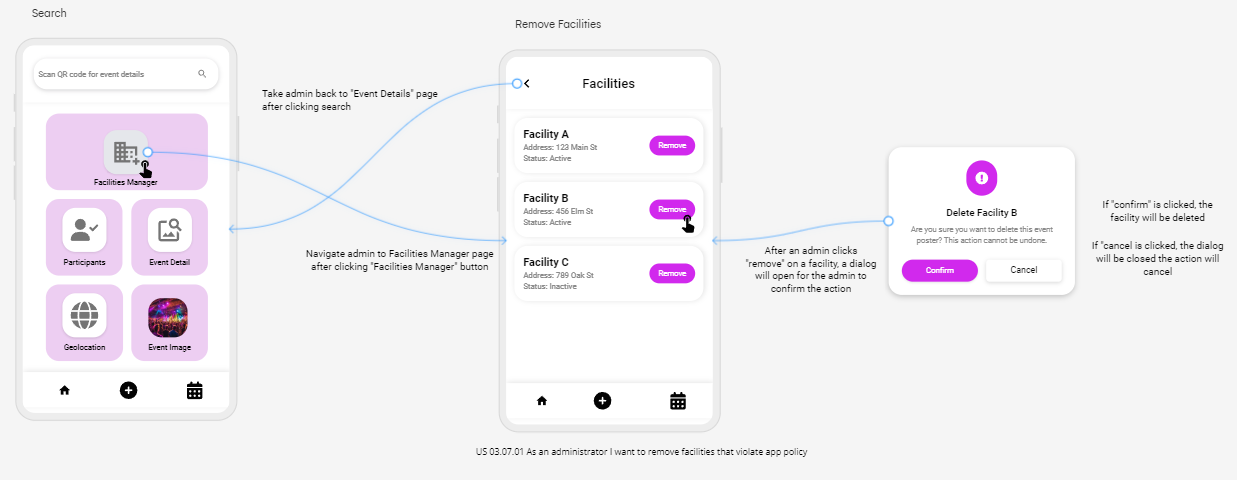 Search
Remove Facilities
Scan QR code for event details
Facilities Manager
Participants
Event Detail
Geolocation
Event Image
Take admin back to "Event Details" page
after clicking search
Navigate admin to Facilities Manager page
after clicking "Facilities Manager" button
Facilities
Facility A
Address: 123 Main St
Status: Active
Remove
Facility B
Address: 456 Elm St
Status: Active
Remove
Facility C
Address: 789 Oak St
Status: Inactive
Remove
After an admin clicks
"remove" on a facility, a dialog
will open for the admin to
confirm the action
Delete Facility B
Are you sure you want to delete this event
poster? This action cannot be undone.
Confirm
Cancel
If "confirm" is clicked, the
facility will be deleted
If "cancel is clicked, the dialog
will be closed the action will
cancel
US 03.07.01 As an administrator I want to remove facilities that violate app policy